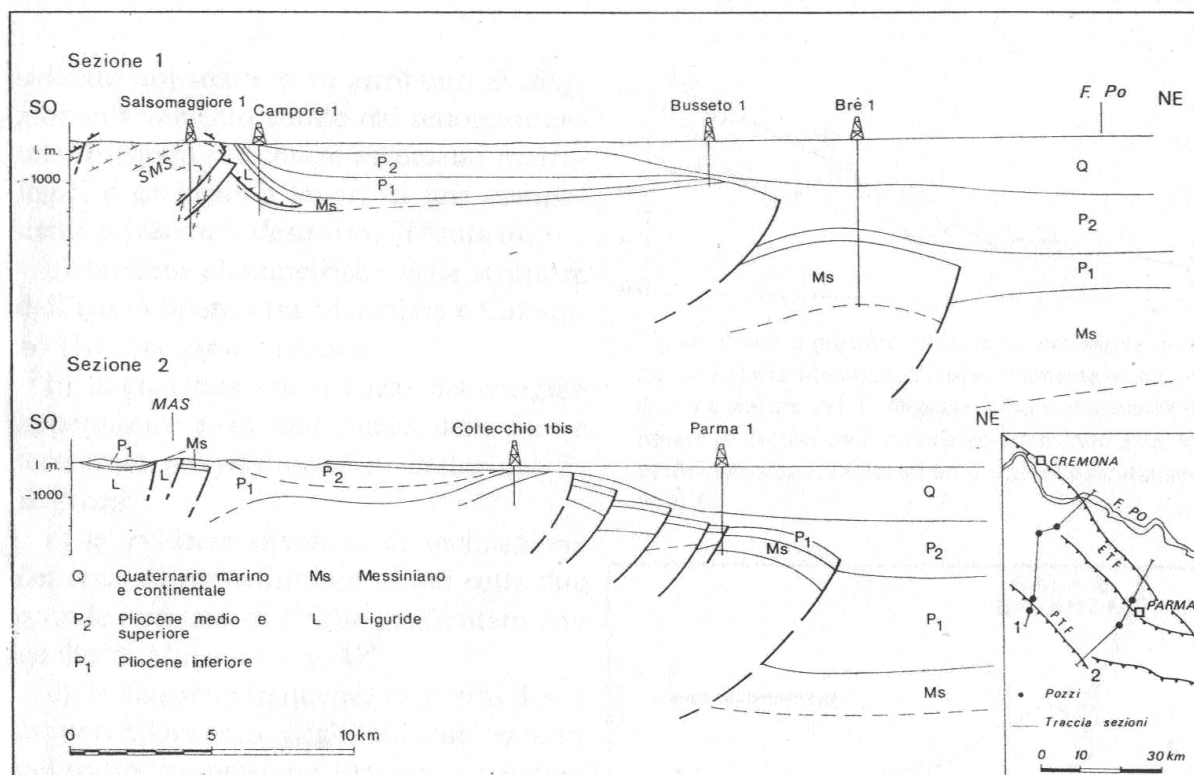 Sezione 1
SO
Salsomaggiore 1
Campore 1
Busseto 1
Brè 1
F. Po
NE
l. m.
-1000
SMS
L
P2
P1
Ms
Ms
Q
P2
P1
Ms
Sezione 2
SO
MAS
Collecchio 1bis
Parma 1
NE
l m.
-1000
P1
L
L
Ms
P1
P2
P1
Ms
Q
P2
P1
Ms
Q Quaternario marino e continentale
Ms Messiniano
P2 Pliocene medio e superiore
L Liguride
P1 Pliocene inferiore
0 5 10 km
CREMONA
F. PO
ETF
PARMA
PTF
1
2
Pozzi
Traccia sezioni
0 10 20 30 km